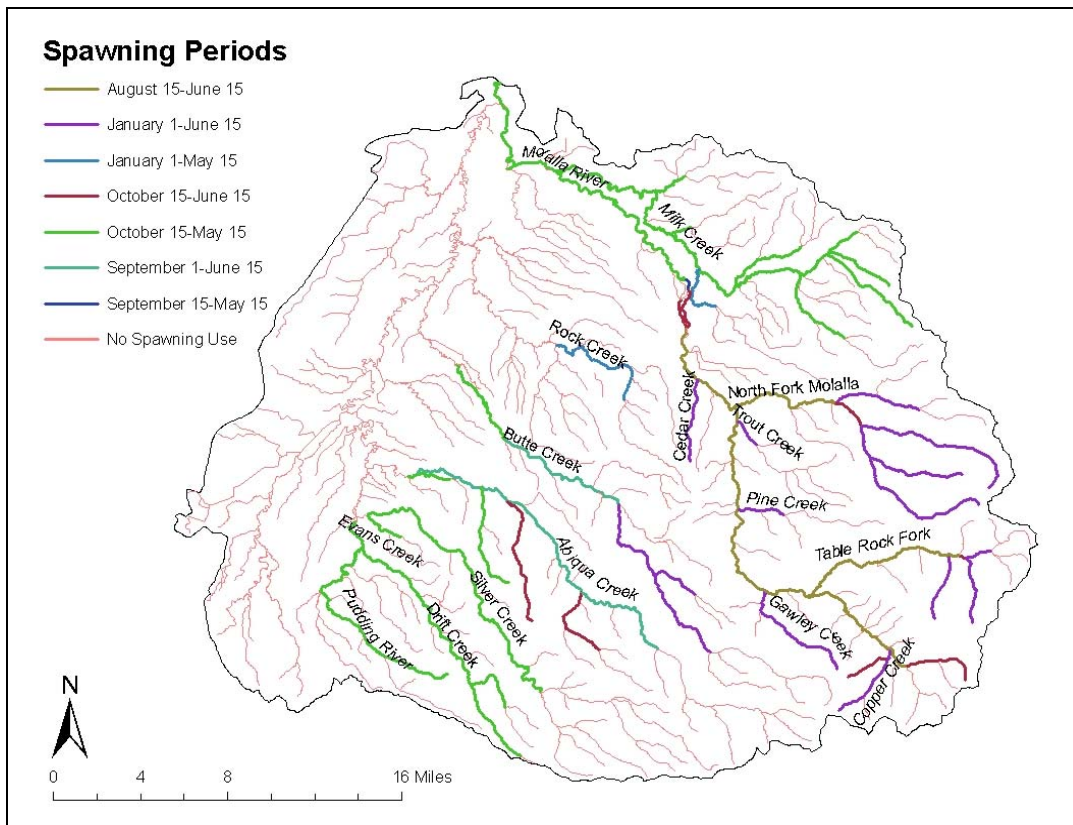 Spawning Periods
August 15-June 15
January 1-June 15
January 1-May 15
October 15-June 15
October 15-May 15
September 1-June 15
September 15-May 15
No Spawning Use
Molalla River
Milk Creek
Rock Creek
Cedar Creek
North Fork Molalla
Trout Creek
Butte Creek
Pine Creek
Table Rock Fork
Evans Creek
Abiqua Creek
Silver Creek
Pudding River
Drift Creek
Gawley Creek
Copper Creek
N
0 4 8 16 Miles